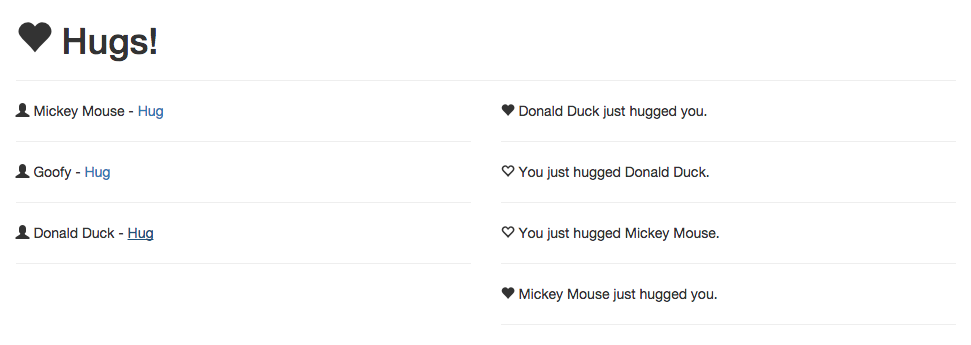 Hugs!
Mickey Mouse - Hug
Goofy - Hug
Donald Duck - Hug
Donald Duck just hugged you.
You just hugged Donald Duck.
You just hugged Mickey Mouse.
Mickey Mouse just hugged you.